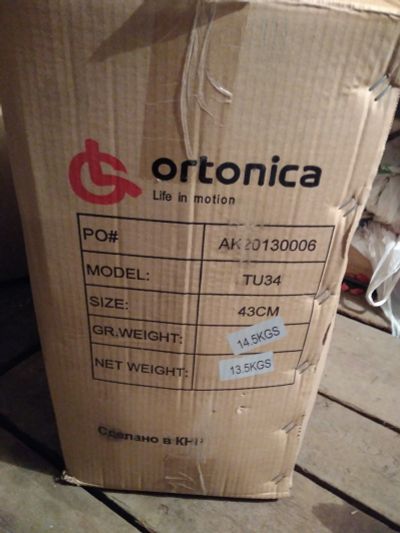 ortonica
Life in motion
PO# AK20130006
MODEL: TU34
SIZE: 43CM
GR.WEIGHT: 14.5KGS
NET WEIGHT: 13.5KGS
Сделано в КНР